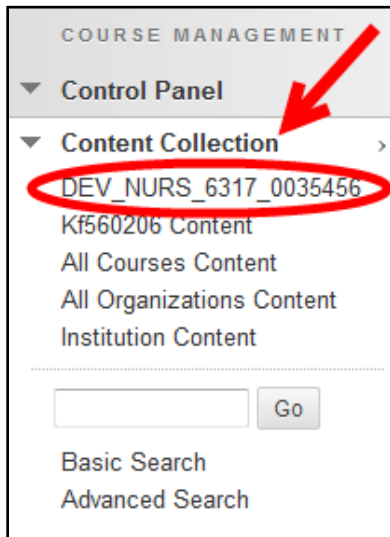 COURSE MANAGEMENT
Control Panel
Content Collection
DEV_NURS_6317_0035456
Kf560206 Content
All Courses Content
All Organizations Content
Institution Content
Go
Basic Search
Advanced Search